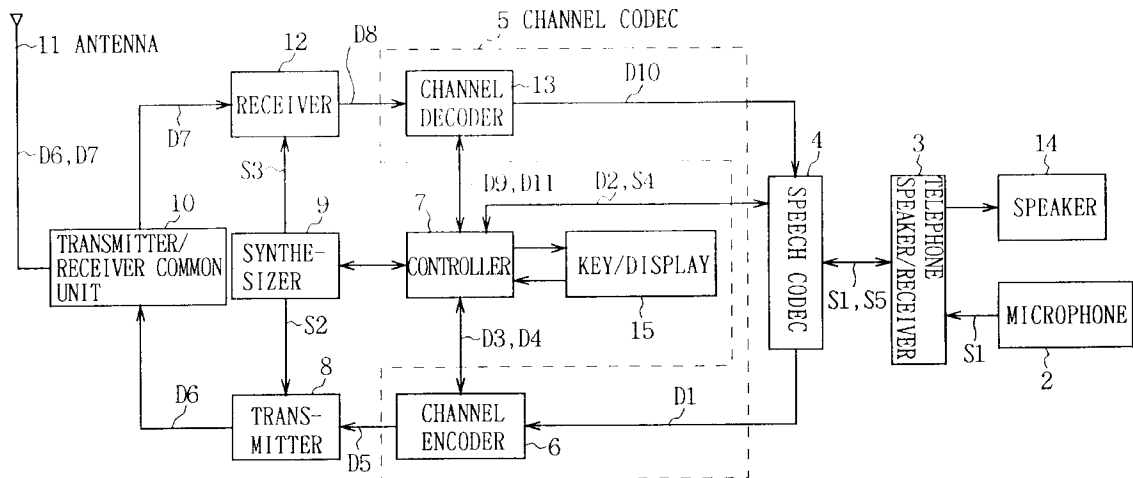 5 CHANNEL CODEC
11 ANTENNA
12
D8
RECEIVER
CHANNEL
DECODER
13
D10
D7
D6,D7
S3
D9,D11
D2,S4
4
3
14
10
9
7
TRANSMITTER/
RECEIVER COMMON
UNIT
SYNTHE-
SIZER
CONTROLLER
KEY/DISPLAY
15
SPEECH CODEC
TELEPHONE
SPEAKER/RECEIVER
SPEAKER
S1,S5
MICROPHONE
S1
2
S2
D3,D4
8
D6
TRANS-
MITTER
D5
CHANNEL
ENCODER
6
D1